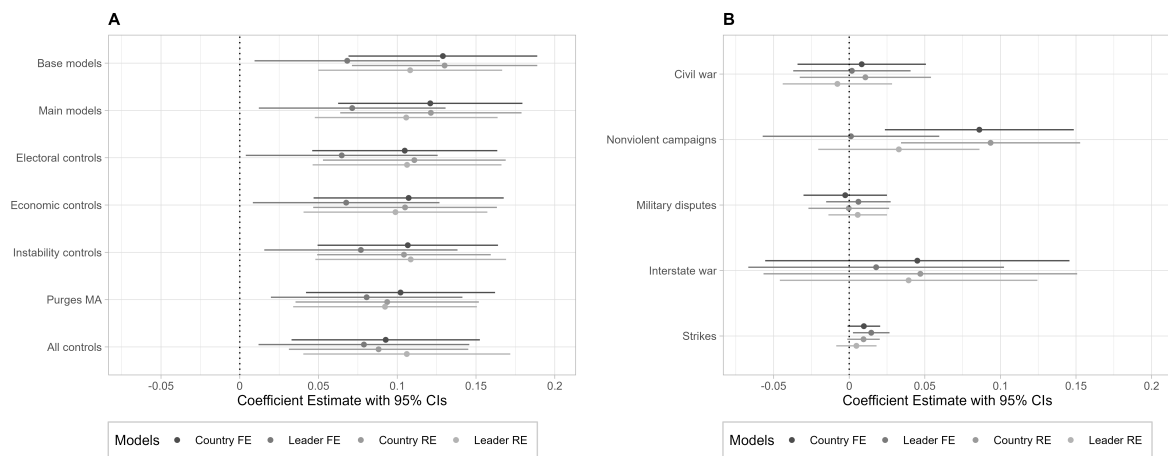 A
Base models
Main models
Electoral controls
Economic controls
Instability controls
Purges MA
All controls
-0.05 0 0.05 0.1 0.15 0.2
Coefficient Estimate with 95% CIs
Models Country FE Leader FE Country RE Leader RE
B
Civil war
Nonviolent campaigns
Military disputes
Interstate war
Strikes
-0.05 0 0.05 0.1 0.15 0.2
Coefficient Estimate with 95% CIs
Models Country FE Leader FE Country RE Leader RE